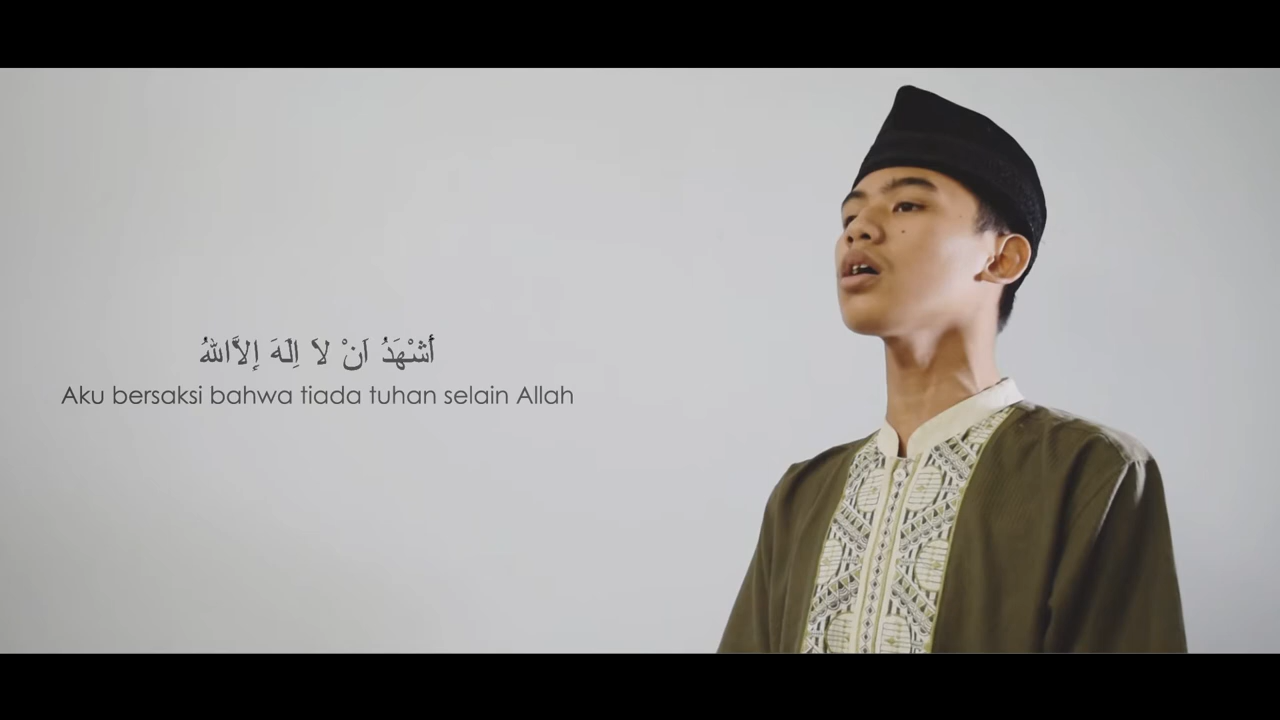 أَشْهَدُ اَنْ لاَ اِلَهَ إِلاَّاللهُ
Aku bersaksi bahwa tiada tuhan selain Allah